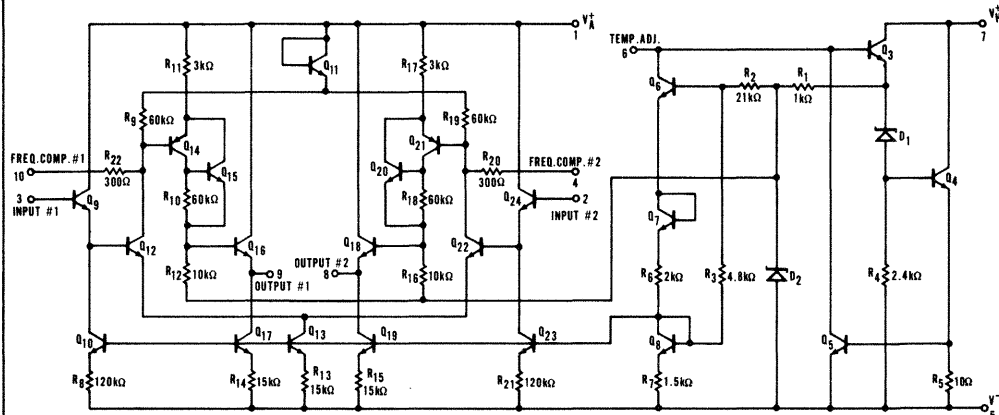 V⁺A
1
V⁺H
7
TEMP. ADJ.
6
Q3
R11 3kΩ
Q11
R17 3kΩ
Q6
R2
21kΩ
R1
1kΩ
R9 60kΩ
R19 60kΩ
D1
Q14
Q21
FREQ.COMP. #1
10
R22
300Ω
Q15
Q20
R20
300Ω
FREQ.COMP.#2
4
Q4
3
INPUT #1
Q9
R10 60kΩ
R18 60kΩ
Q24
2
INPUT #2
Q7
Q12
Q16
Q18
Q22
R12 10kΩ
9
OUTPUT #1
OUTPUT #2
8
R16 10kΩ
R6 2kΩ
R3 4.8kΩ
D2
R4 2.4kΩ
Q10
Q17
Q13
Q19
Q23
Q8
Q5
R8 120kΩ
R14 15kΩ
R13
15kΩ
R15
15kΩ
R21 120kΩ
R7 1.5kΩ
R5 10Ω
V⁻